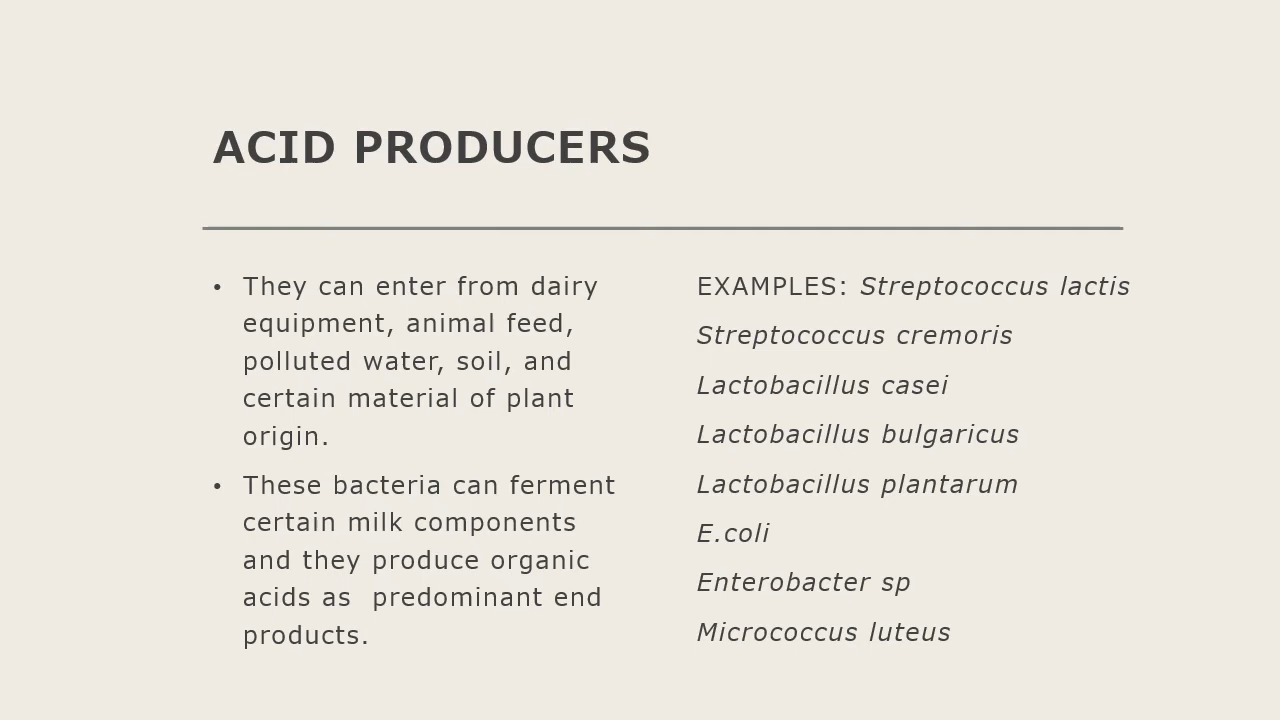 ACID PRODUCERS
• They can enter from dairy
equipment, animal feed,
polluted water, soil, and
certain material of plant
origin.
• These bacteria can ferment
certain milk components
and they produce organic
acids as  predominant end
products.
EXAMPLES: Streptococcus lactis
Streptococcus cremoris
Lactobacillus casei
Lactobacillus bulgaricus
Lactobacillus plantarum
E.coli
Enterobacter sp
Micrococcus luteus